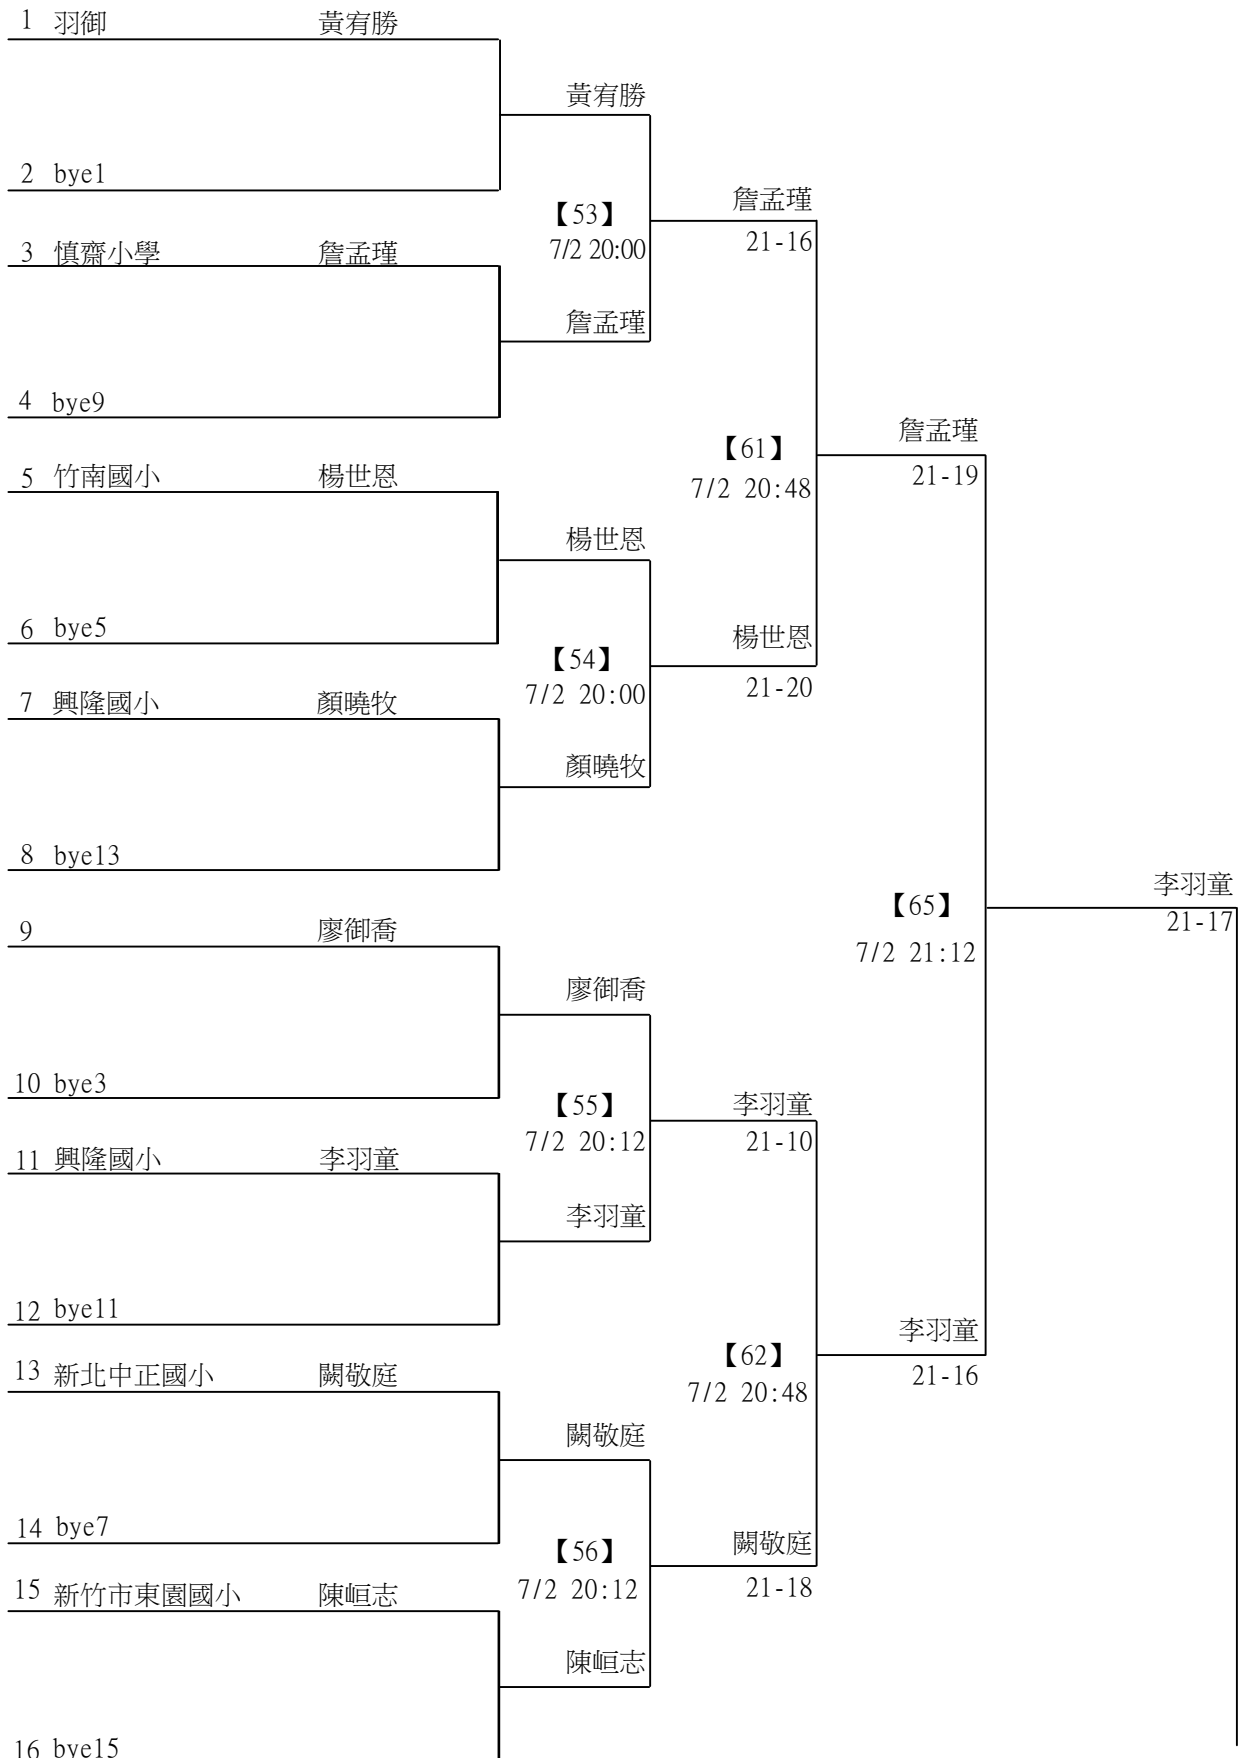 1 羽御 黃宥勝
黃宥勝
2 bye1
詹孟瑾
【53】
21-16
7/2 20:00
3 慎齋小學 詹孟瑾
詹孟瑾
4 bye9
詹孟瑾
【61】
21-19
7/2 20:48
5 竹南國小 楊世恩
楊世恩
6 bye5
楊世恩
【54】
21-20
7/2 20:00
7 興隆國小 顏曉牧
顏曉牧
8 bye13
李羽童
【65】
21-17
7/2 21:12
9 廖御喬
廖御喬
10 bye3
李羽童
【55】
21-10
7/2 20:12
11 興隆國小 李羽童
李羽童
12 bye11
李羽童
【62】
21-16
7/2 20:48
13 新北中正國小 闕敬庭
闕敬庭
14 bye7
闕敬庭
【56】
21-18
7/2 20:12
15 新竹市東園國小 陳峘志
陳峘志
16 bye15